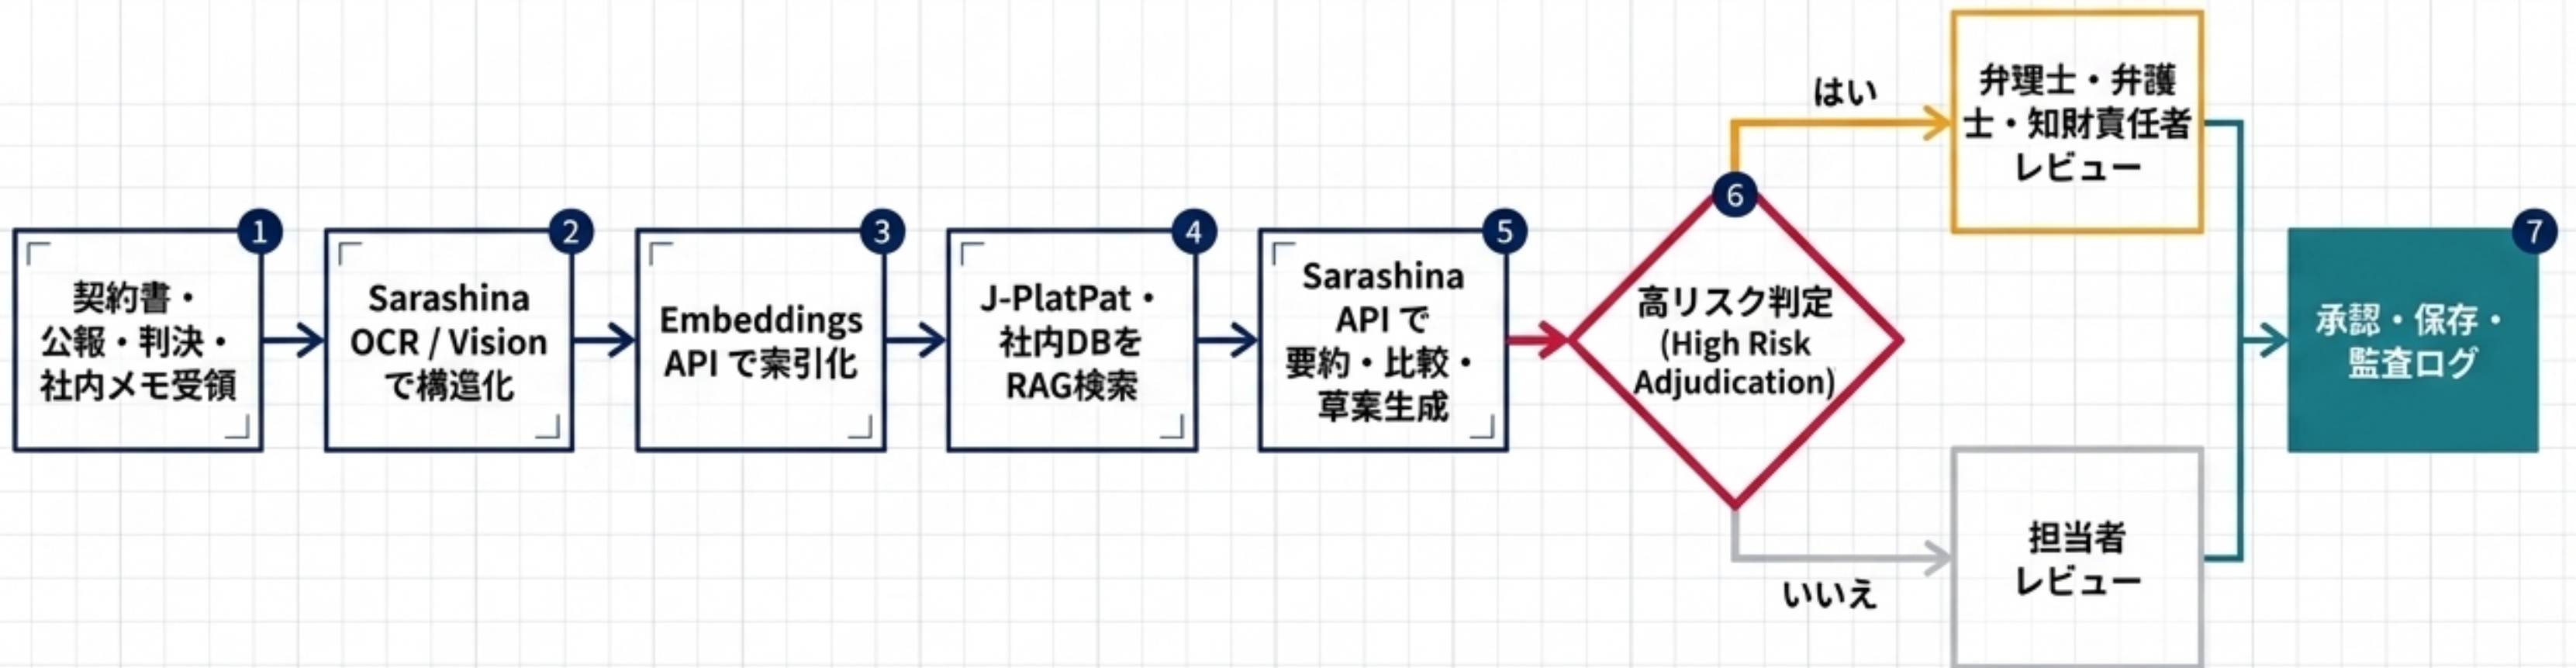 1
契約書・
公報・判決・
社内メモ受領
2
Sarashina
OCR / Vision
で構造化
3
Embeddings
API で索引化
4
J-PlatPat・
社内DBを
RAG検索
5
Sarashina
API で
要約・比較・
草案生成
6
高リスク判定
(High Risk
Adjudication)
はい
弁理士・弁護
士・知財責任者
レビュー
いいえ
担当者
レビュー
7
承認・保存・
監査ログ